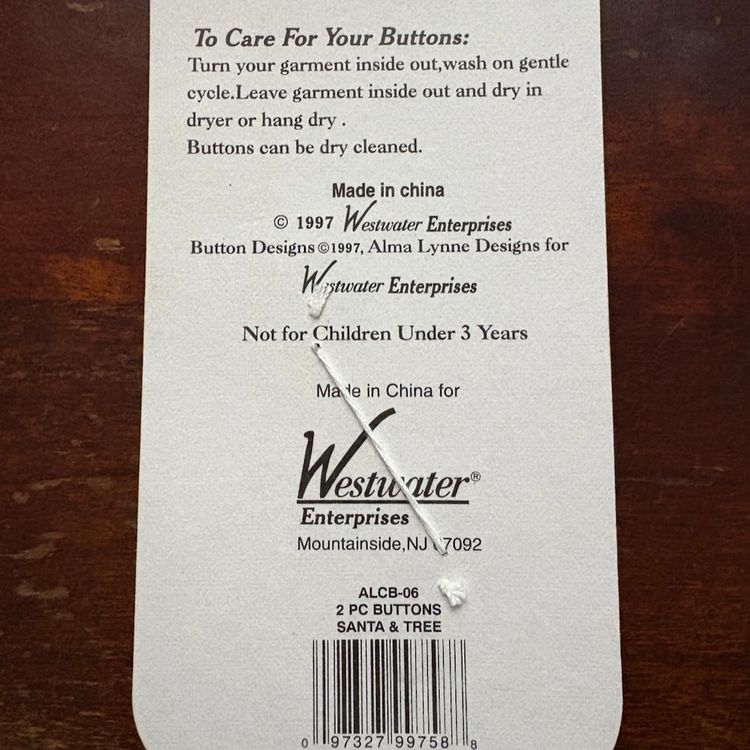 To Care For Your Buttons:
Turn your garment inside out,wash on gentle
cycle.Leave garment inside out and dry in
dryer or hang dry .
Buttons can be dry cleaned.
Made in china
© 1997 Westwater Enterprises
Button Designs ©1997, Alma Lynne Designs for
Westwater Enterprises
Not for Children Under 3 Years
Made in China for
Westwater®
Enterprises
Mountainside,NJ 07092
ALCB-06
2 PC BUTTONS
SANTA & TREE
0 97327 99758 8